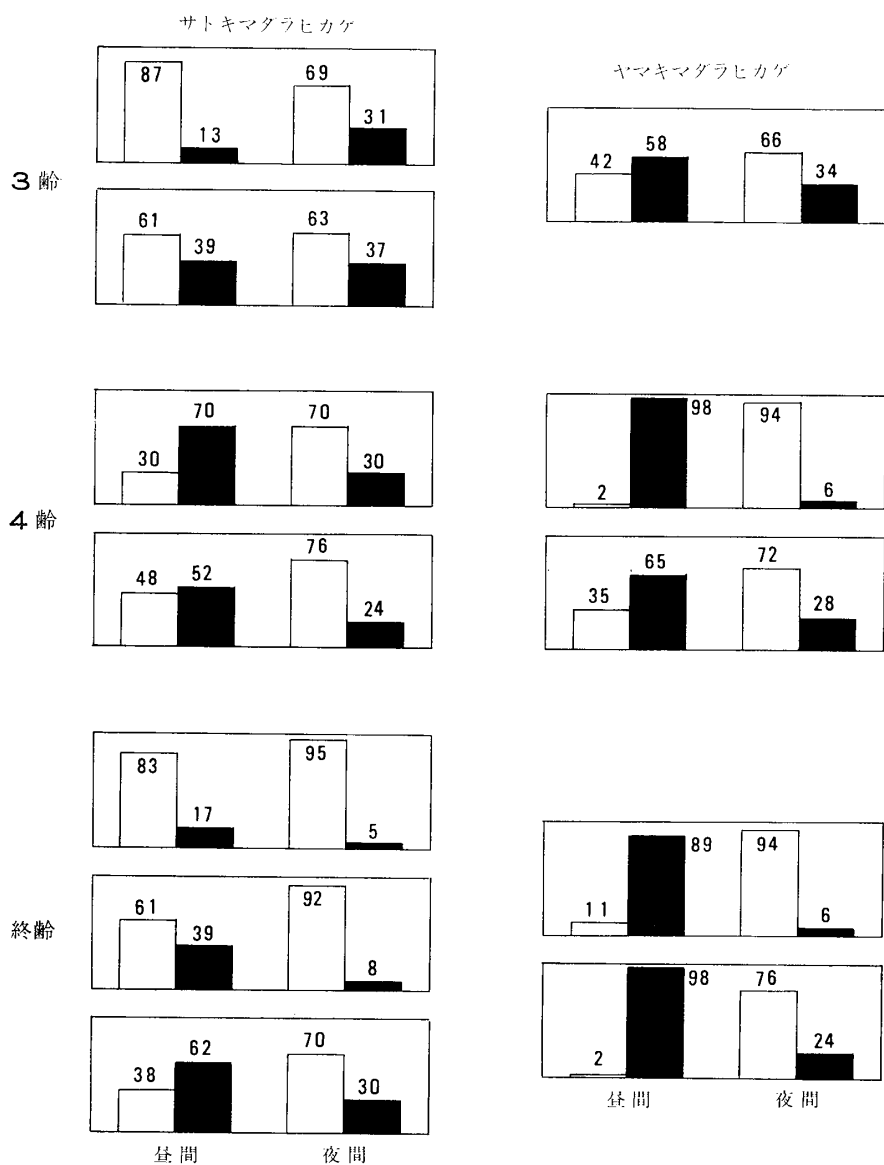 サトキマダラヒカゲ
87 13 69 31
3齢
61 39 63 37
30 70 70 30
4齢
48 52 76 24
83 17 95 5
終齢
61 39 92 8
38 62 70 30
昼間 夜間
ヤマキマダラヒカゲ
42 58 66 34
2 98 94 6
35 65 72 28
11 89 94 6
2 98 76 24
昼間 夜間